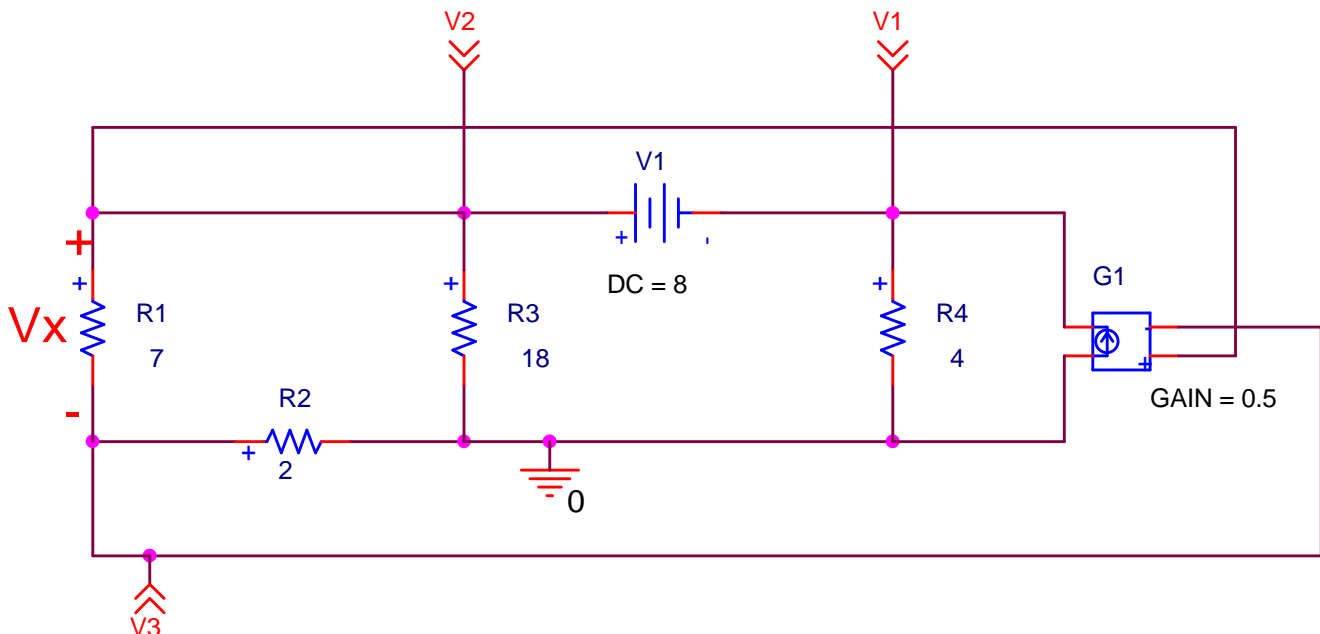 V2
V1
V1
+
-
DC = 8
+
Vx
+
R1
7
-
+
R3
18
+
R4
4
G1
-
+
GAIN = 0.5
R2
+
2
0
V3